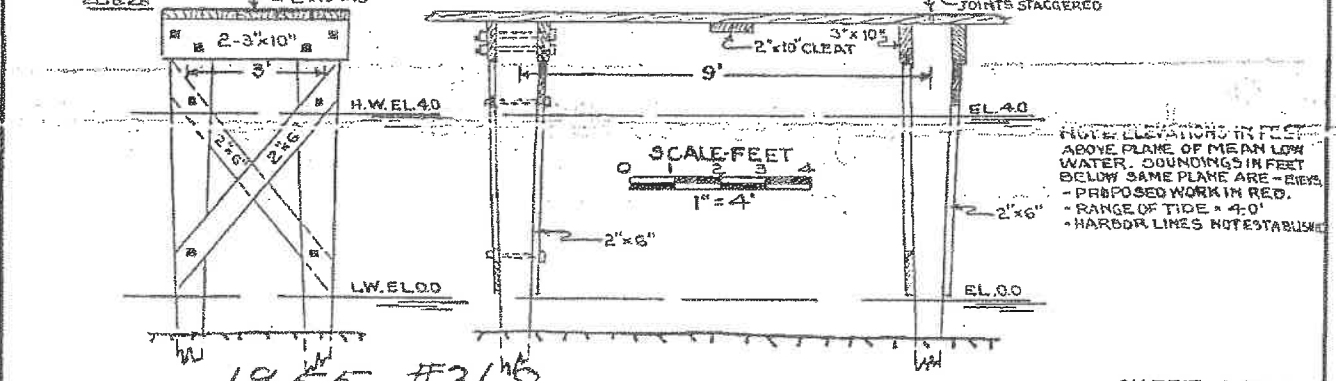 JOINTS STAGGERED
2-3"x10"
2"x10" CLEAT
3"x10"
3'
9'
H.W. EL. 4.0
EL. 4.0
2"x6"
2"x6"
SCALE-FEET
0 1 2 3 4
1" = 4'
NOTE: ELEVATIONS IN FEET
ABOVE PLANE OF MEAN LOW
WATER. SOUNDINGS IN FEET
BELOW SAME PLANE ARE -
- PROPOSED WORK IN RED.
- RANGE OF TIDE = 4.0'
- HARBOR LINES NOT ESTABLISHE
2"x6"
2"x6"
L.W. EL. 0.0
EL. 0.0